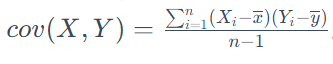 cov(X, Y) = \frac{\sum_{i=1}^{n}(X_i-\overline{x})(Y_i-\overline{y})}{n-1}